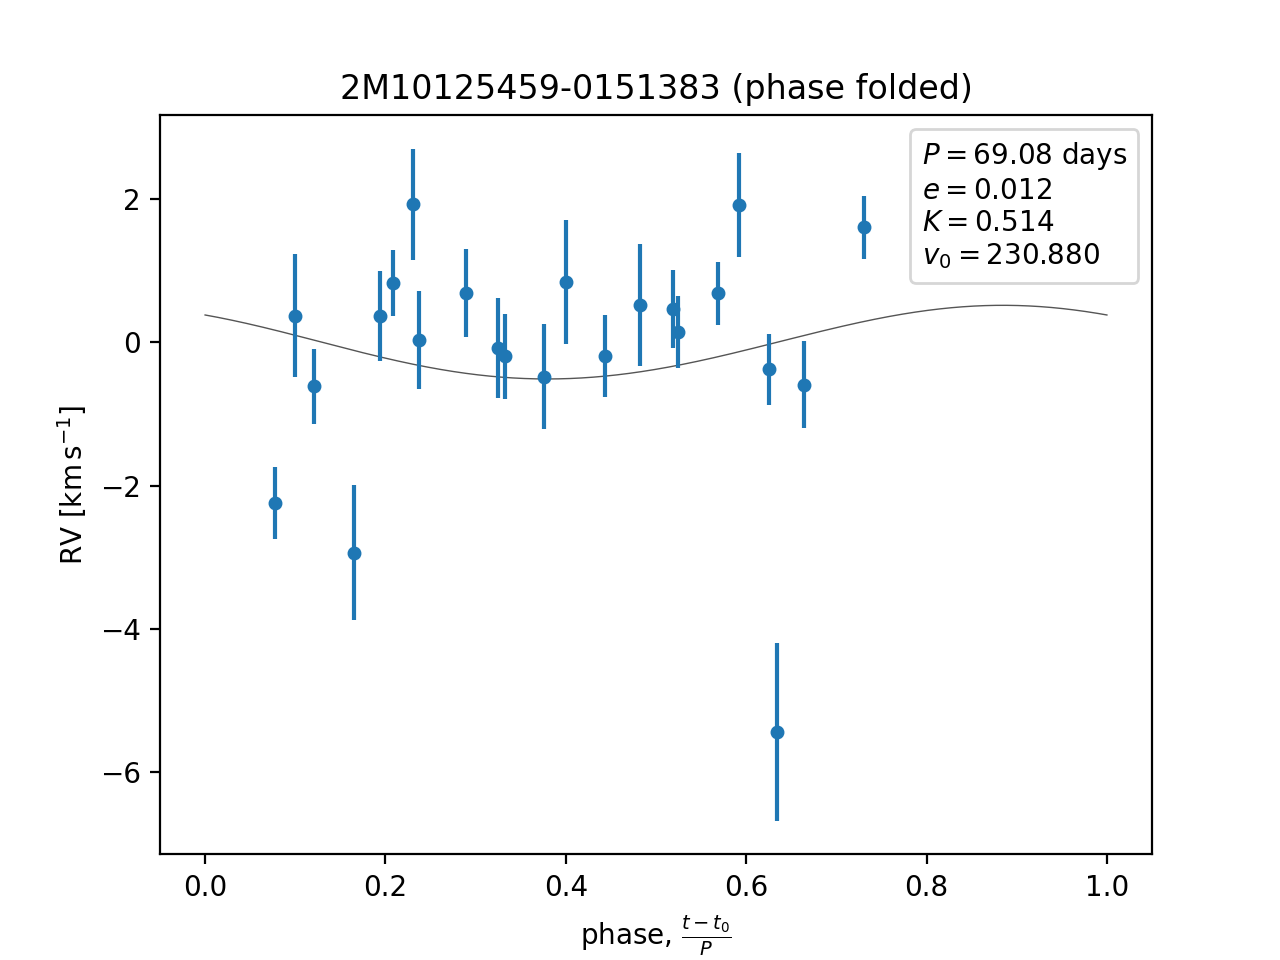 2M10125459-0151383 (phase folded)
P = 69.08 days
e = 0.012
K = 0.514
v₀ = 230.880
2
0
−2
−4
−6
RV [km s⁻¹]
0.0 0.2 0.4 0.6 0.8 1.0
phase, (t − t₀)/P